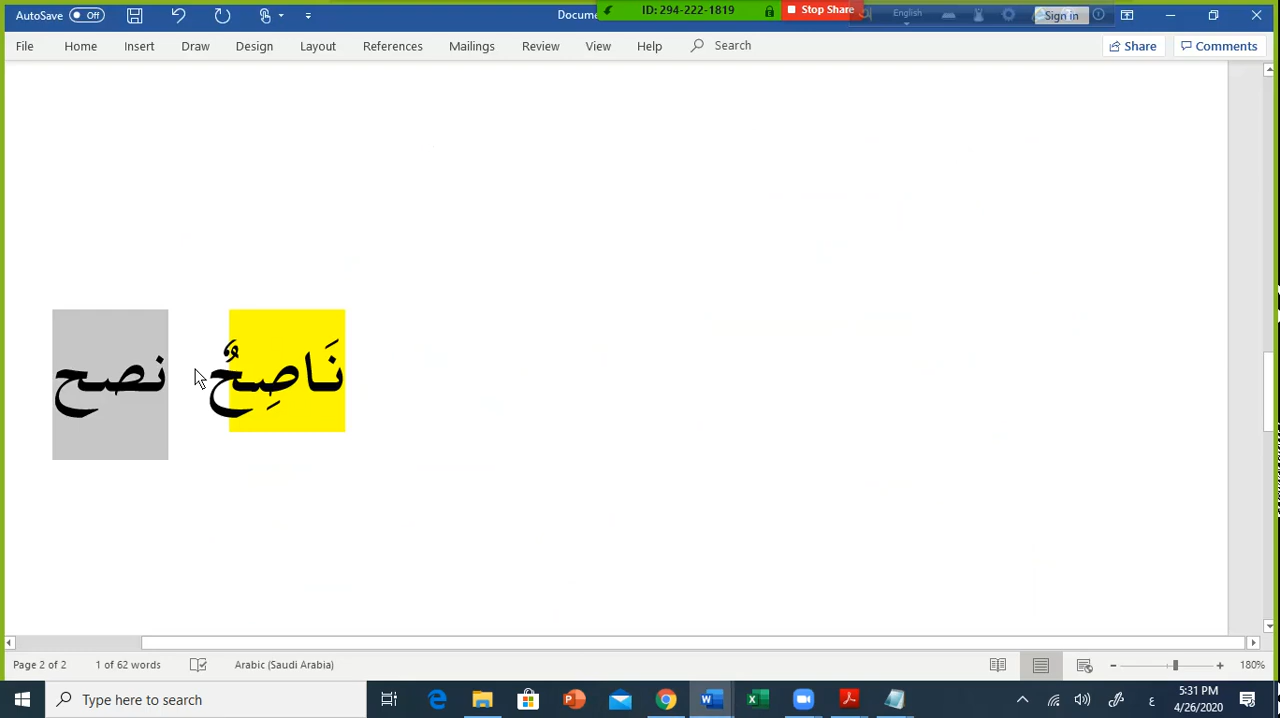 AutoSave Off Docume ID: 294-222-1819 Stop Share English Sign in
File Home Insert Draw Design Layout References Mailings Review View Help Search Share Comments
نَاصِحٌ نصح
Page 2 of 2 1 of 62 words Arabic (Saudi Arabia) 180%
Type here to search ع 5:31 PM
4/26/2020